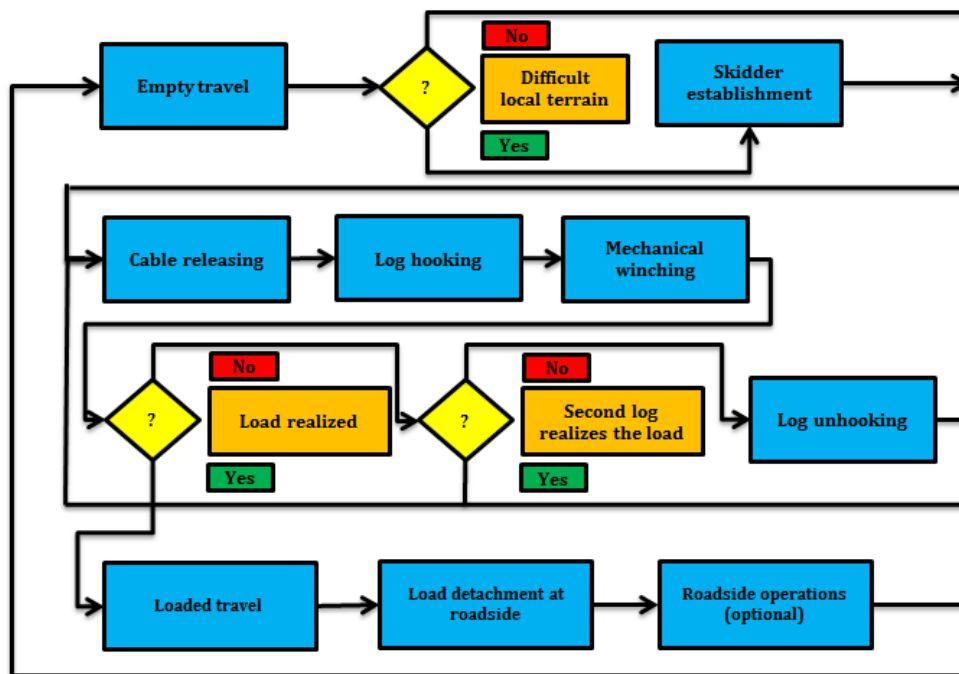 No
Empty travel
?
Difficult
local terrain
Skidder
establishment
Yes
Cable releasing
Log hooking
Mechanical
winching
No
No
?
Load realized
?
Second log
realizes the load
Log unhooking
Yes
Yes
Loaded travel
Load detachment at
roadside
Roadside operations
(optional)